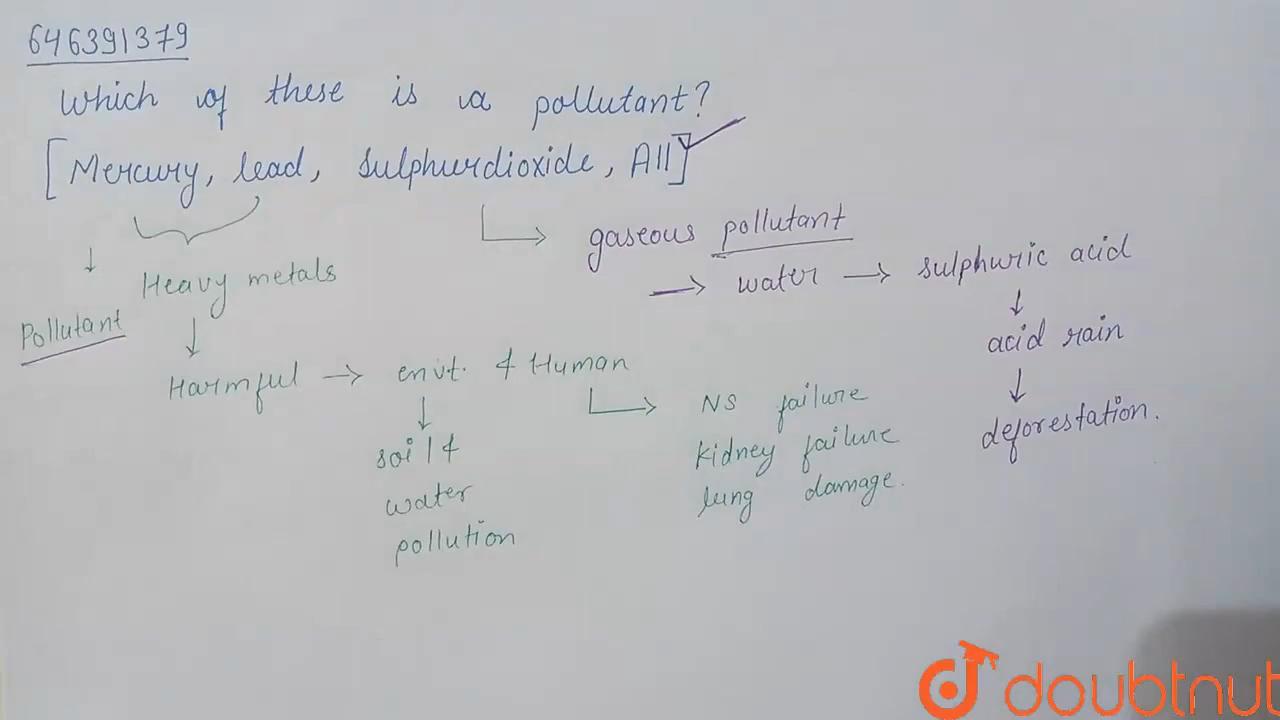 646391379
Which of these is a pollutant?
[Mercury, lead, sulphurdioxide, All]
gaseous pollutant
→ water → sulphuric acid
↓
acid rain
↓
deforestation.
↓
Pollutant
Heavy metals
↓
Harmful → envt. & Human
↓
soil &
water
pollution
NS failure
kidney failure
lung damage.
doubtnut